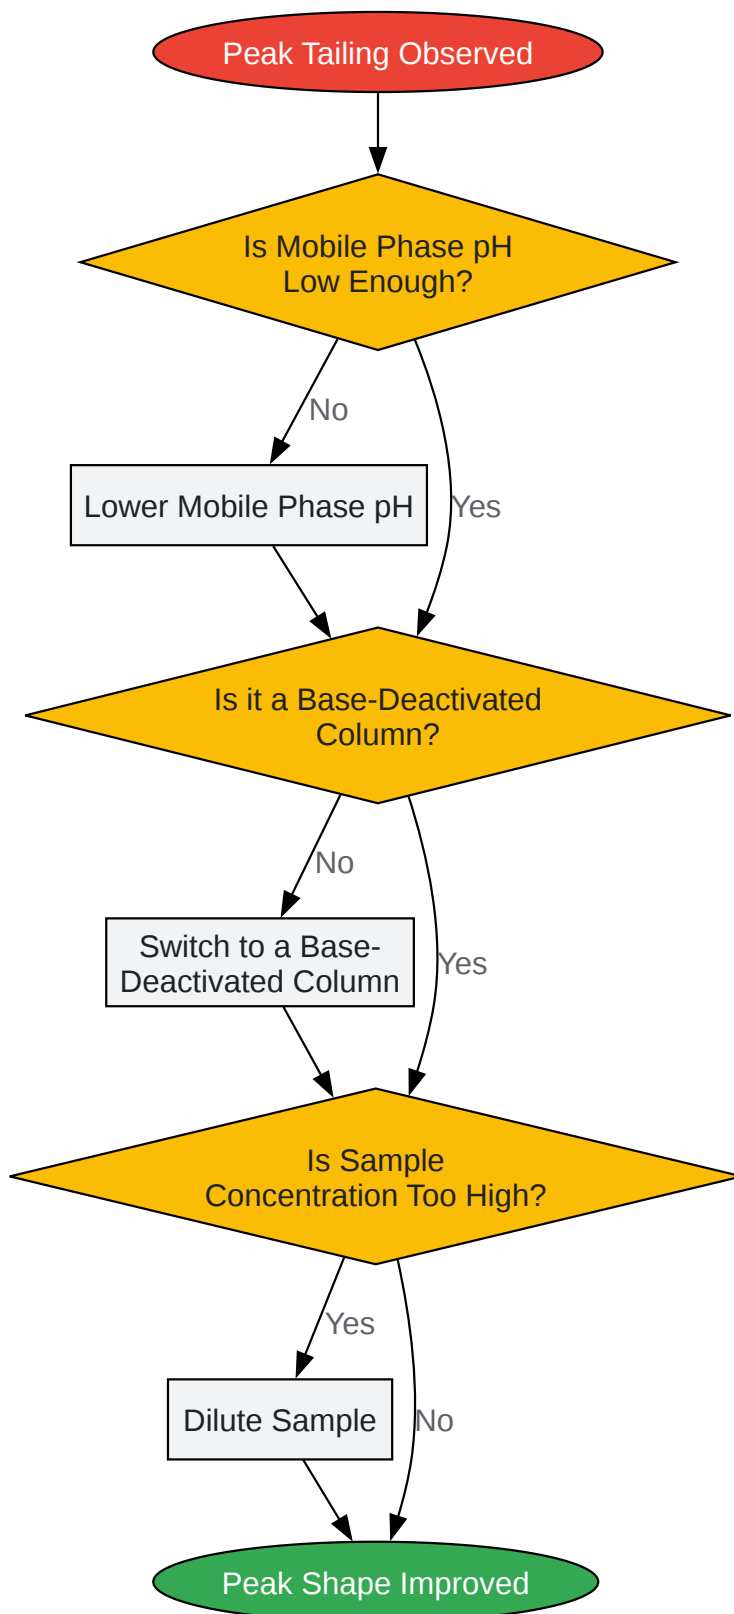 Peak Tailing Observed
Is Mobile Phase pH
Low Enough?
No
Lower Mobile Phase pH
Yes
Is it a Base-Deactivated
Column?
No
Switch to a Base-
Deactivated Column
Yes
Is Sample
Concentration Too High?
Yes
Dilute Sample
No
Peak Shape Improved